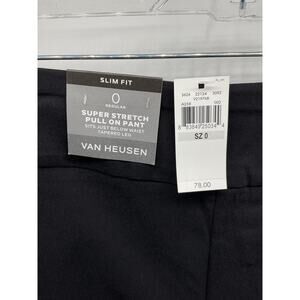 SLIM FIT
0
REGULAR
SUPER STRETCH
PULL ON PANT
SITS JUST BELOW WAIST
TAPERED LEG
VAN HEUSEN
SZ 0
78.00